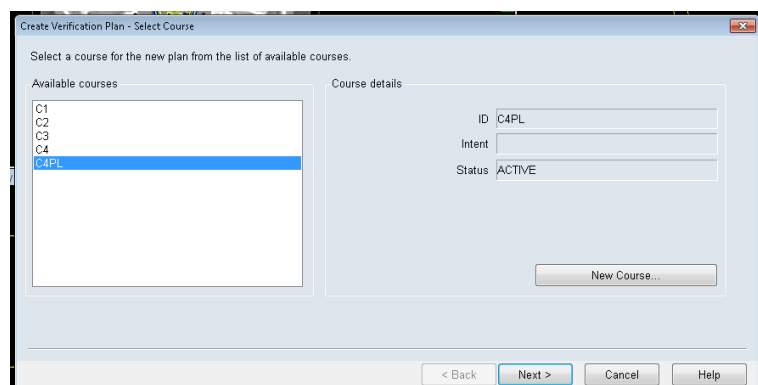 Create Verification Plan - Select Course
Select a course for the new plan from the list of available courses.
Available courses
C1
C2
C3
C4
C4PL
Course details
ID C4PL
Intent
Status ACTIVE
New Course...
< Back Next > Cancel Help